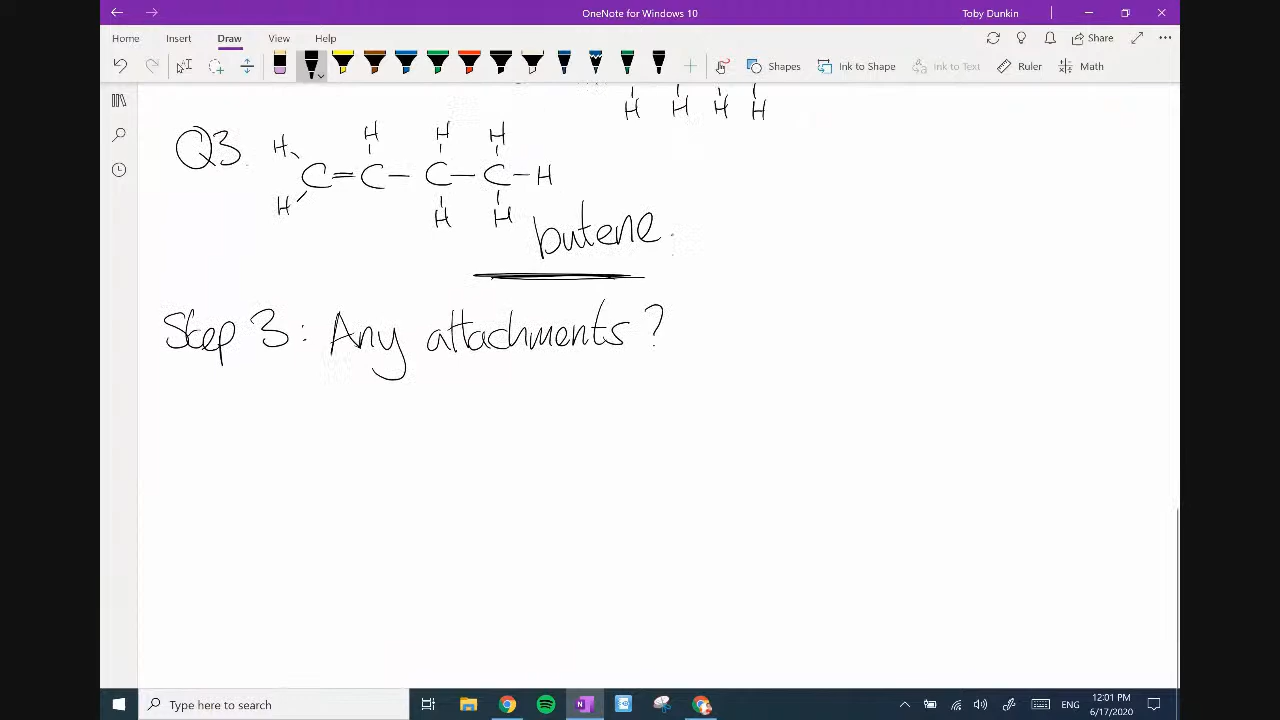 OneNote for Windows 10
Toby Dunkin
Home Insert Draw View Help
Share
Shapes
Ink to Shape
Ink to Text
Ruler
Math
H H H H
Q3.
H H H H
C=C-C-C-H
H H H
butene.
Step 3: Any attachments?
Type here to search
ENG
12:01 PM
6/17/2020